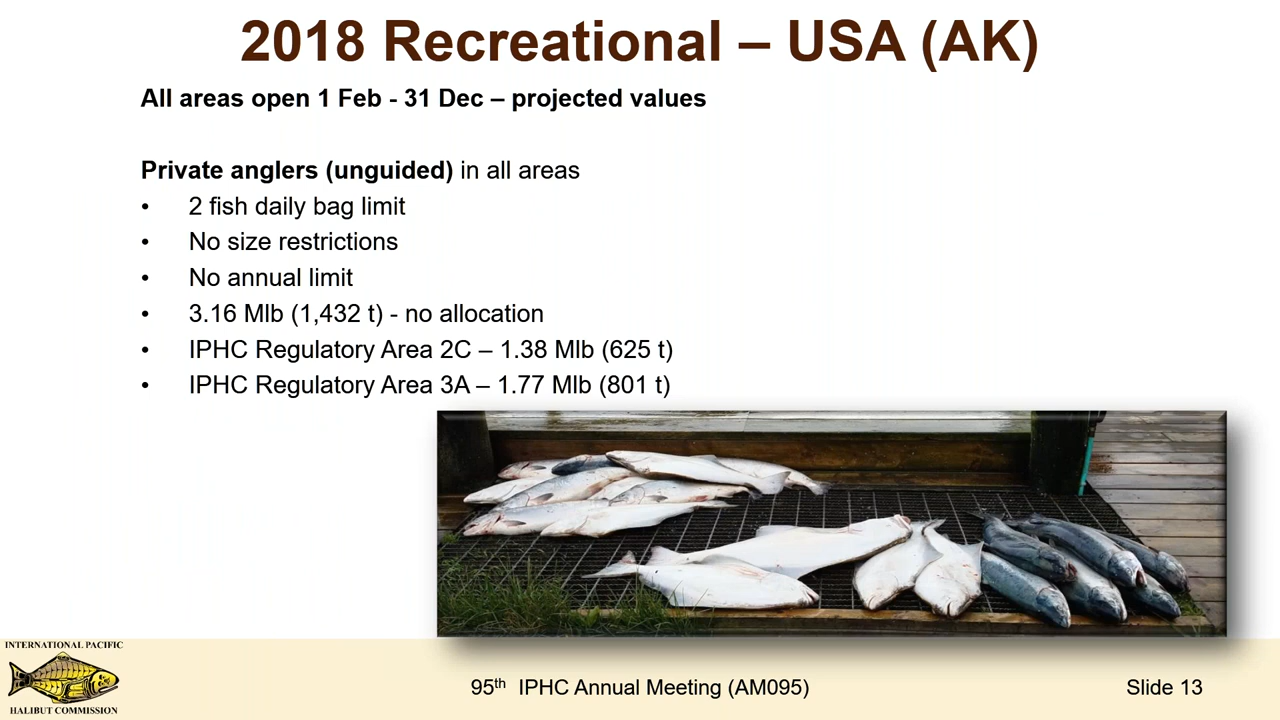 2018 Recreational – USA (AK)
All areas open 1 Feb - 31 Dec – projected values
Private anglers (unguided) in all areas
• 2 fish daily bag limit
• No size restrictions
• No annual limit
• 3.16 Mlb (1,432 t) - no allocation
• IPHC Regulatory Area 2C – 1.38 Mlb (625 t)
• IPHC Regulatory Area 3A – 1.77 Mlb (801 t)
INTERNATIONAL PACIFIC
HALIBUT COMMISSION
95th IPHC Annual Meeting (AM095)
Slide 13